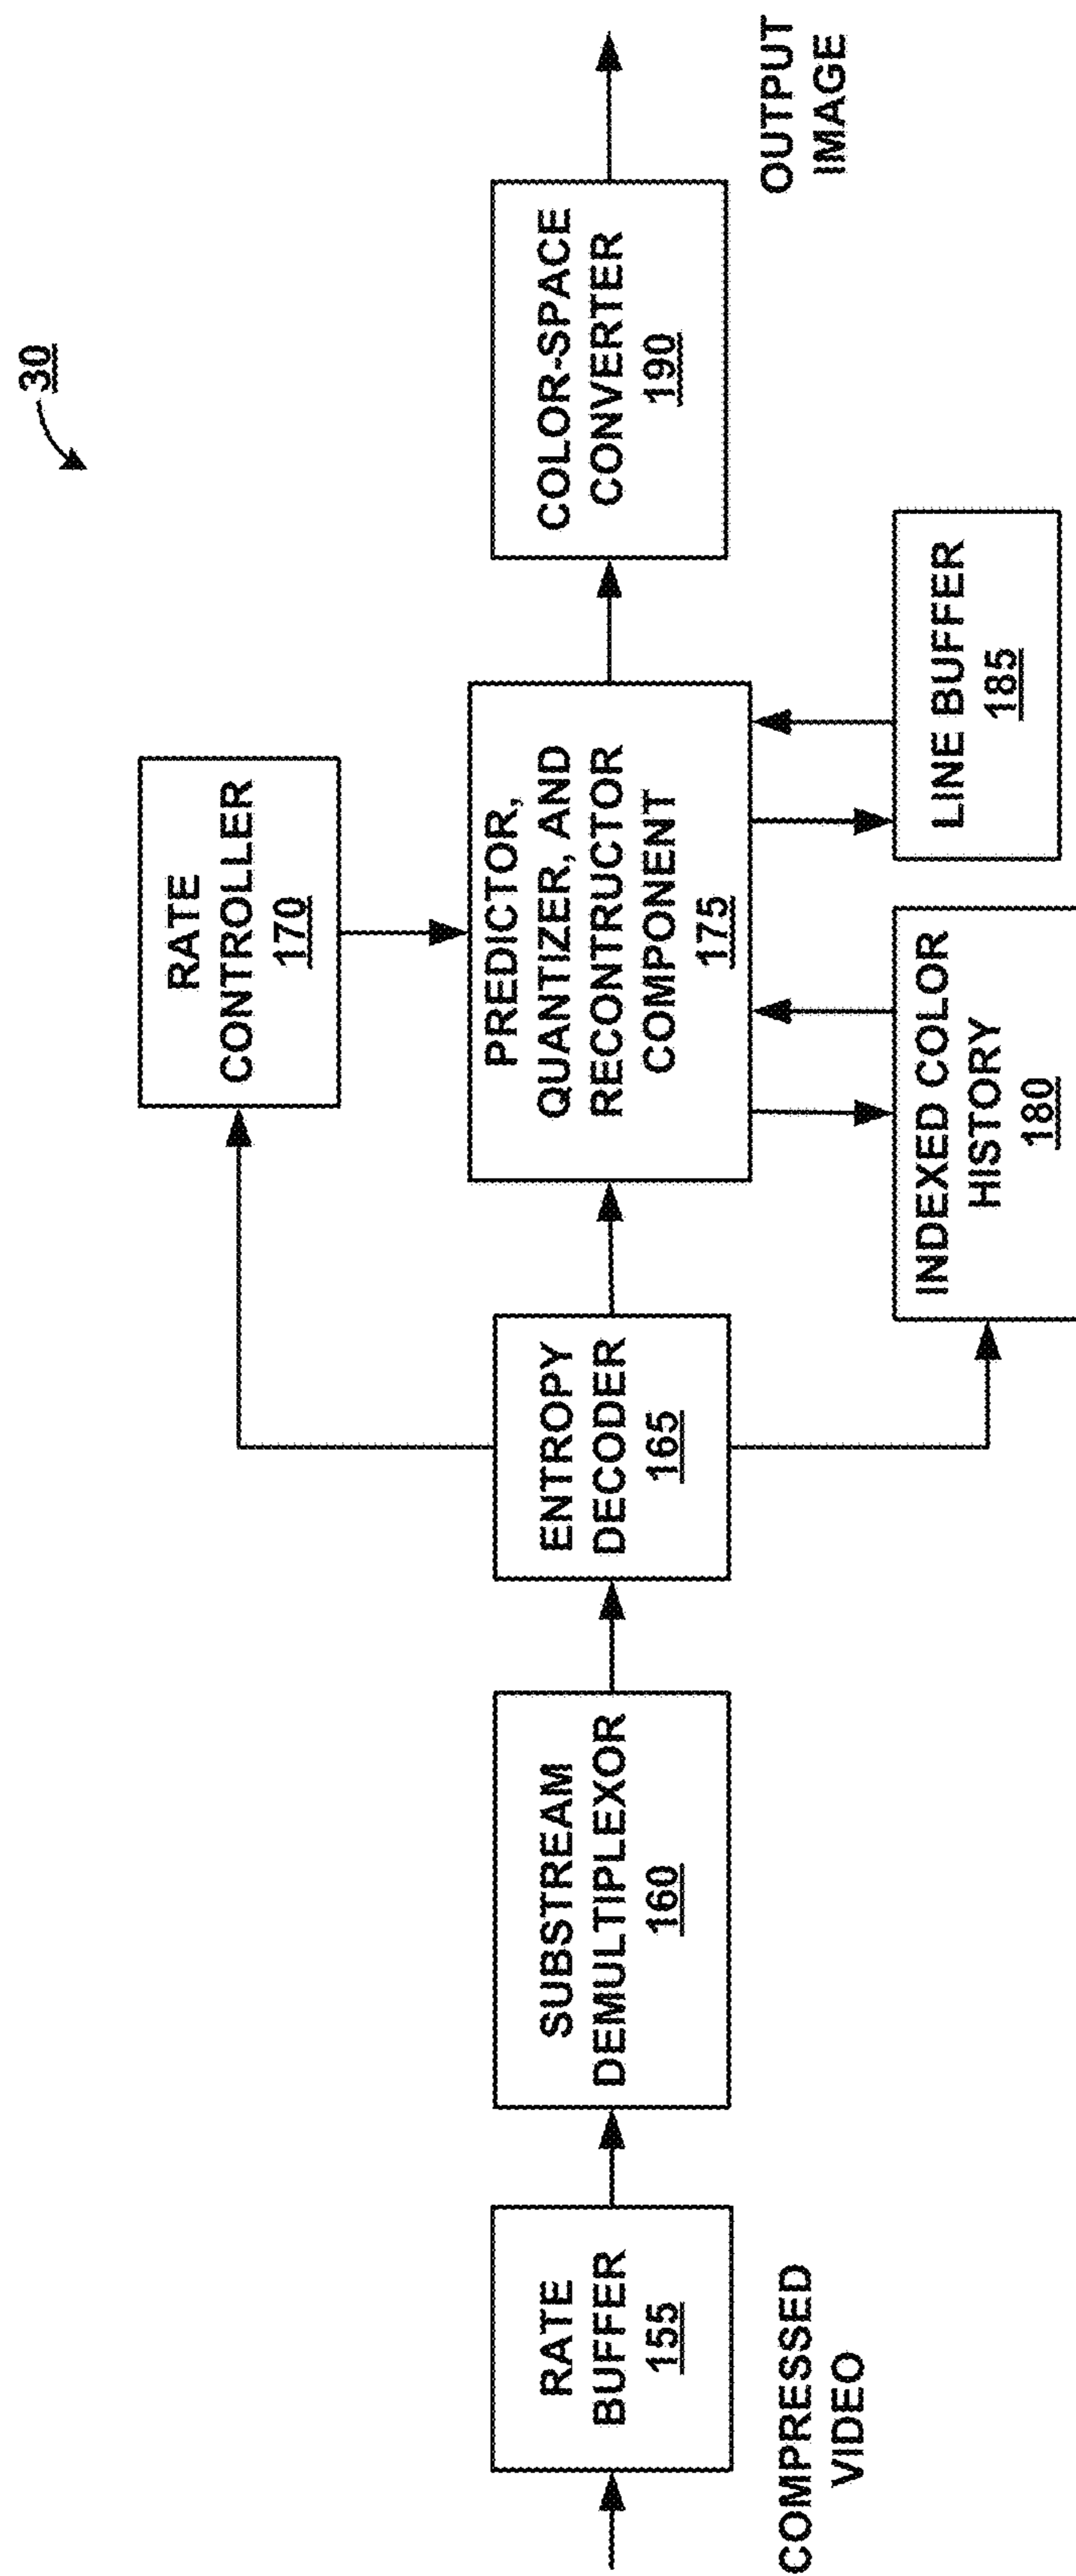 30
RATE
CONTROLLER
170
RATE
BUFFER
155
SUBSTREAM
DEMULTIPLEXOR
160
ENTROPY
DECODER
165
PREDICTOR,
QUANTIZER, AND
RECONTRUCTOR
COMPONENT
175
COLOR-SPACE
CONVERTER
190
COMPRESSED
VIDEO
INDEXED COLOR
HISTORY
180
LINE BUFFER
185
OUTPUT
IMAGE